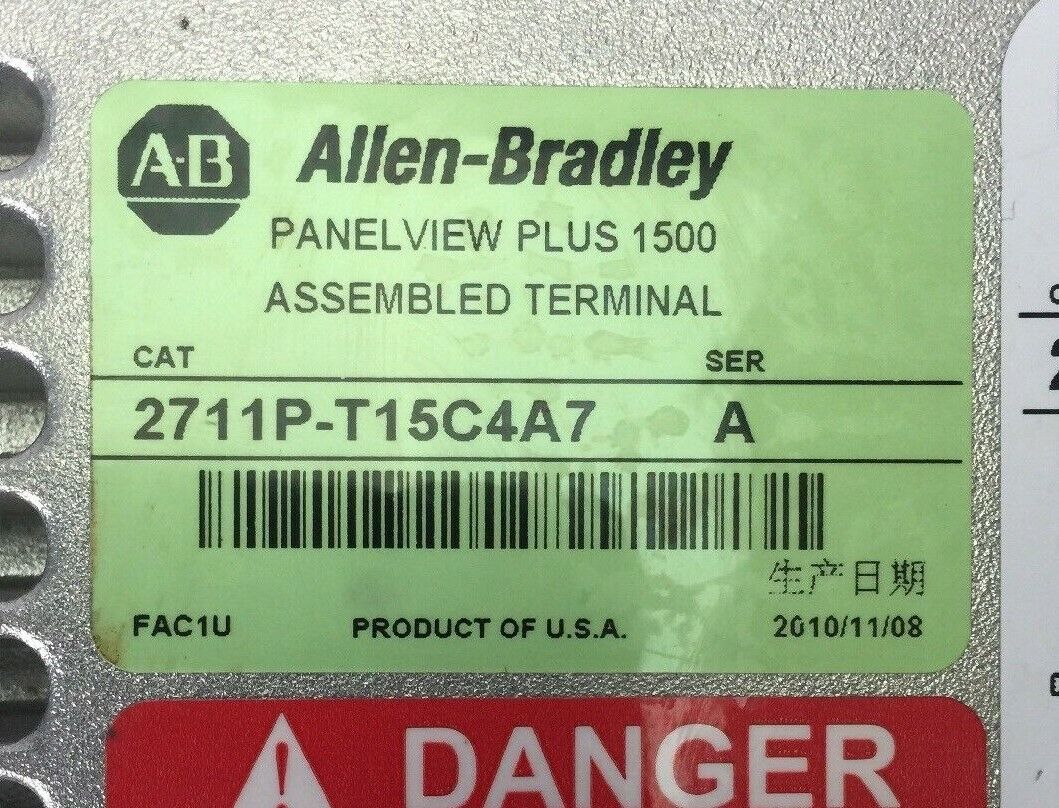 A-B Allen-Bradley
PANELVIEW PLUS 1500
ASSEMBLED TERMINAL
CAT SER
2711P-T15C4A7 A
生产日期
FAC1U PRODUCT OF U.S.A. 2010/11/08
DANGER